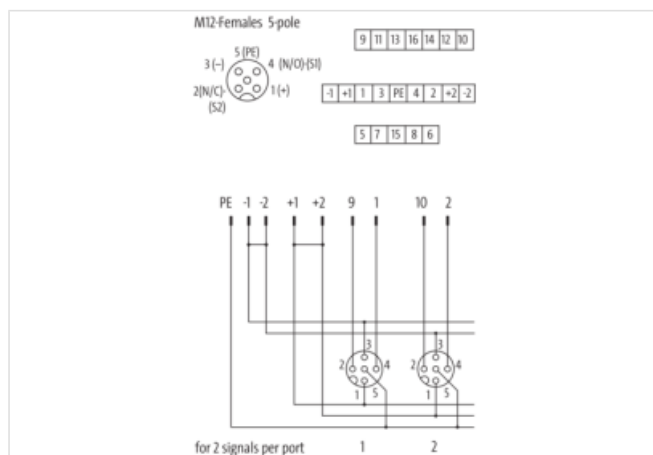 M12-Females 5-pole
5 (PE)
3 (–) 4 (N/O)-(S1)
2(N/C)- 1 (+)
(S2)
9 11 13 16 14 12 10
-1 +1 1 3 PE 4 2 +2 -2
5 7 15 8 6
PE -1 -2 +1 +2 9 1 10 2
3 3
2 4 2 4
1 5 1 5
for 2 signals per port 1 2